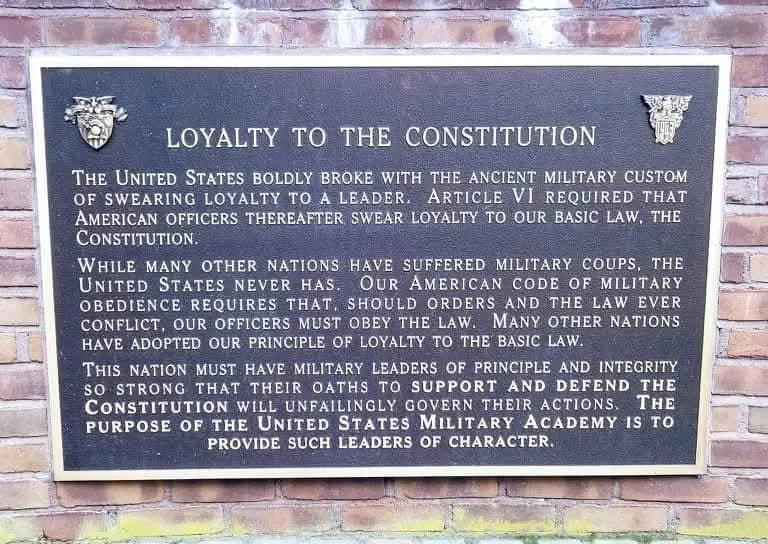 LOYALTY TO THE CONSTITUTION
THE UNITED STATES BOLDLY BROKE WITH THE ANCIENT MILITARY CUSTOM
OF SWEARING LOYALTY TO A LEADER. ARTICLE VI REQUIRED THAT
AMERICAN OFFICERS THEREAFTER SWEAR LOYALTY TO OUR BASIC LAW, THE
CONSTITUTION.
WHILE MANY OTHER NATIONS HAVE SUFFERED MILITARY COUPS, THE
UNITED STATES NEVER HAS. OUR AMERICAN CODE OF MILITARY
OBEDIENCE REQUIRES THAT, SHOULD ORDERS AND THE LAW EVER
CONFLICT, OUR OFFICERS MUST OBEY THE LAW. MANY OTHER NATIONS
HAVE ADOPTED OUR PRINCIPLE OF LOYALTY TO THE BASIC LAW.
THIS NATION MUST HAVE MILITARY LEADERS OF PRINCIPLE AND INTEGRITY
SO STRONG THAT THEIR OATHS TO SUPPORT AND DEFEND THE
CONSTITUTION WILL UNFAILINGLY GOVERN THEIR ACTIONS. THE
PURPOSE OF THE UNITED STATES MILITARY ACADEMY IS TO
PROVIDE SUCH LEADERS OF CHARACTER.